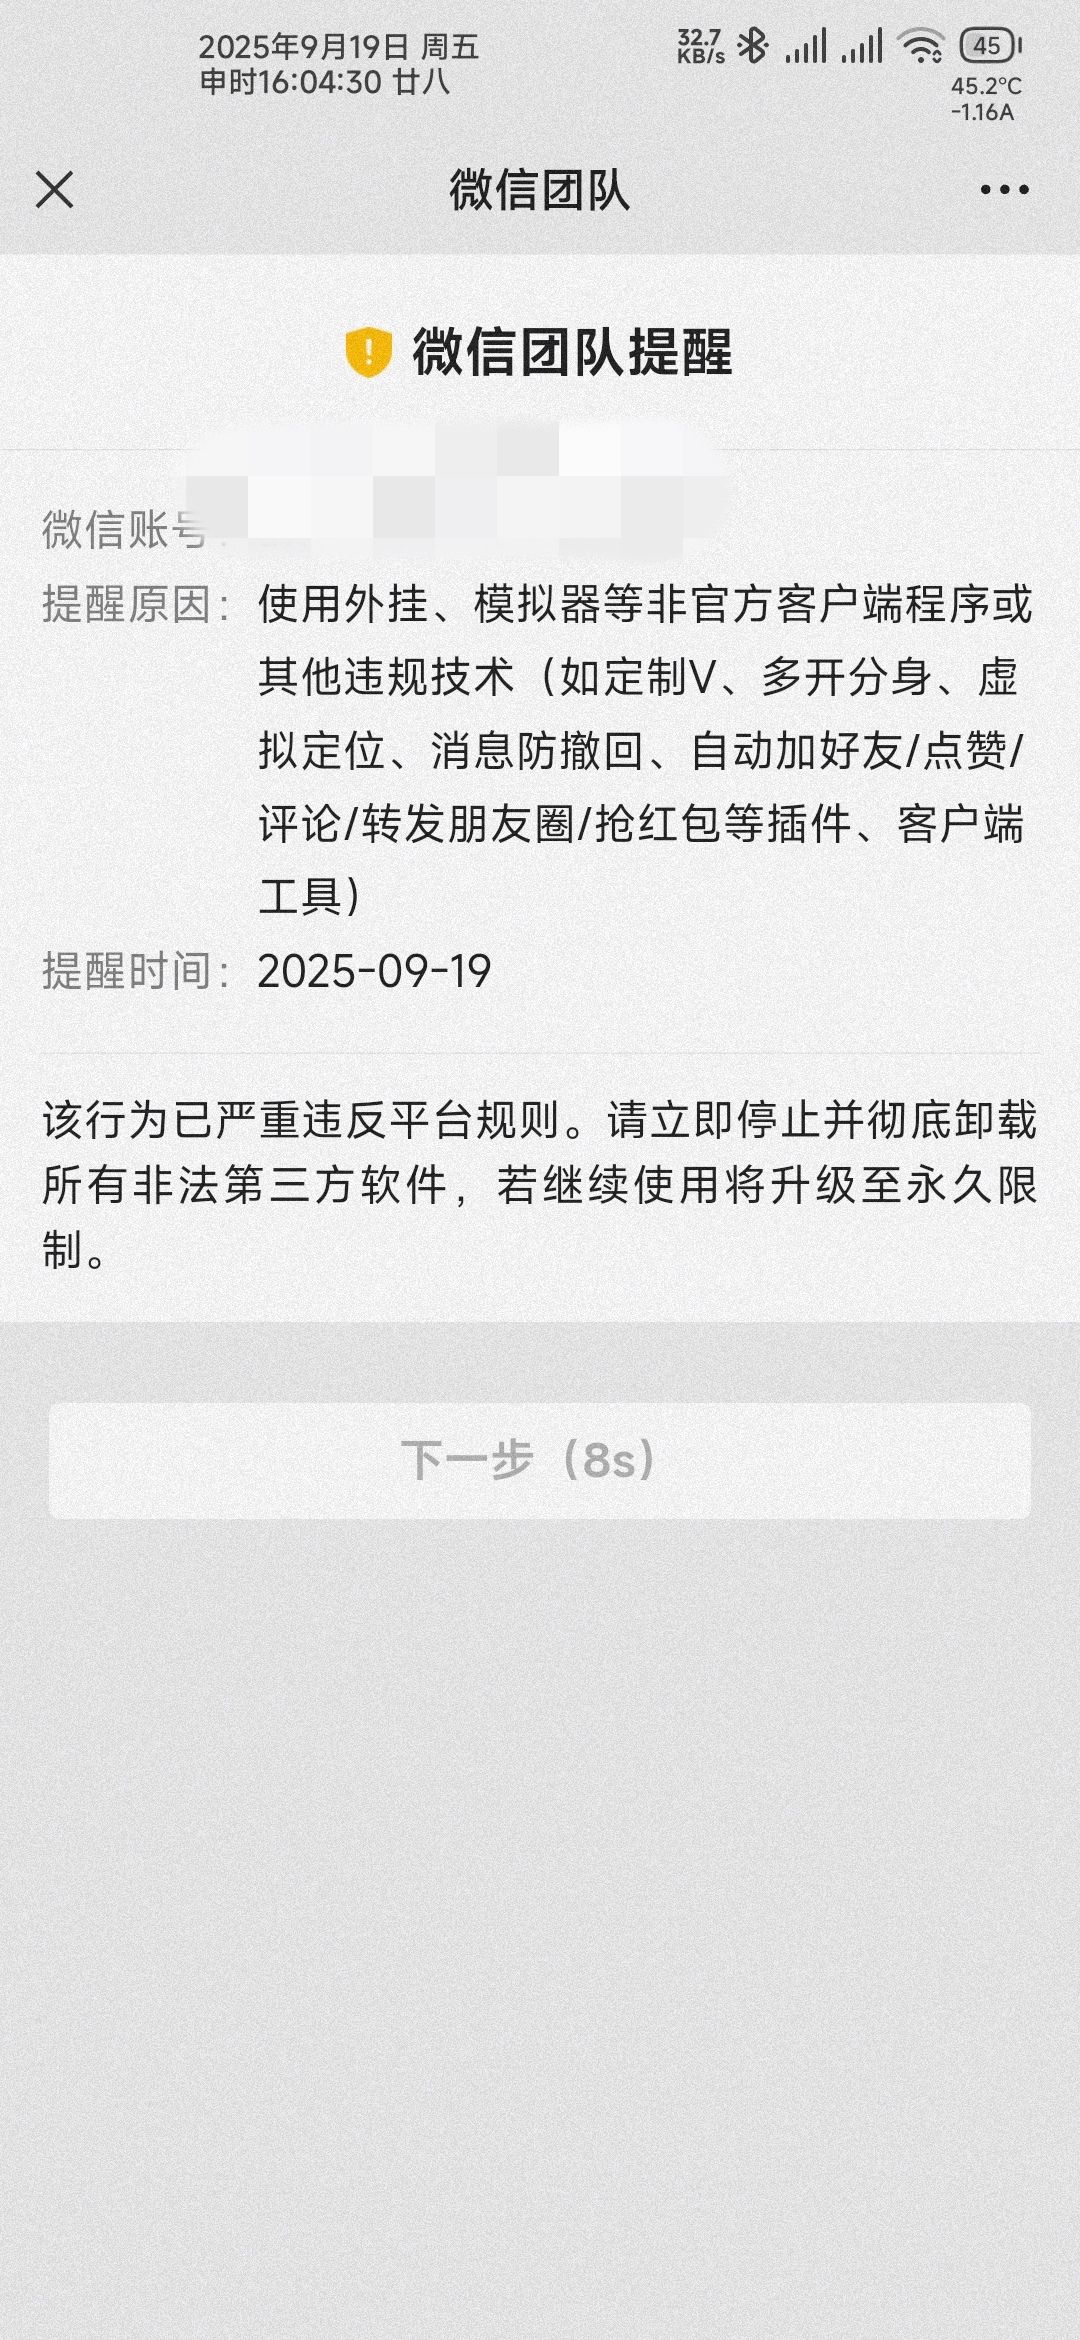 2025年9月19日 周五
申时16:04:30 廿八
32.7
KB/s
45
45.2°C
-1.16A
微信团队
微信团队提醒
微信账号:
提醒原因: 使用外挂、模拟器等非官方客户端程序或
其他违规技术（如定制V、多开分身、虚
拟定位、消息防撤回、自动加好友/点赞/
评论/转发朋友圈/抢红包等插件、客户端
工具）
提醒时间: 2025-09-19
该行为已严重违反平台规则。请立即停止并彻底卸载
所有非法第三方软件，若继续使用将升级至永久限
制。
下一步（8s）